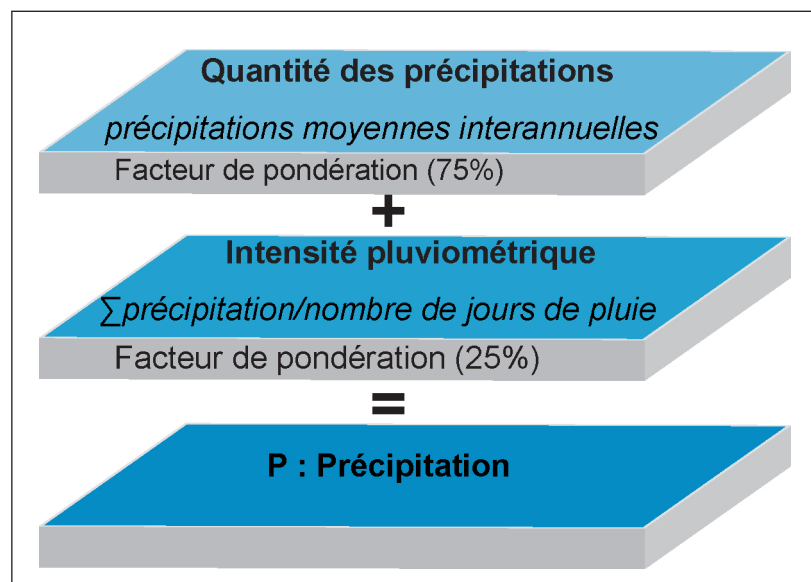 Quantité des précipitations
précipitations moyennes interannuelles
Facteur de pondération (75%)
+
Intensité pluviométrique
∑précipitation/nombre de jours de pluie
Facteur de pondération (25%)
=
P : Précipitation